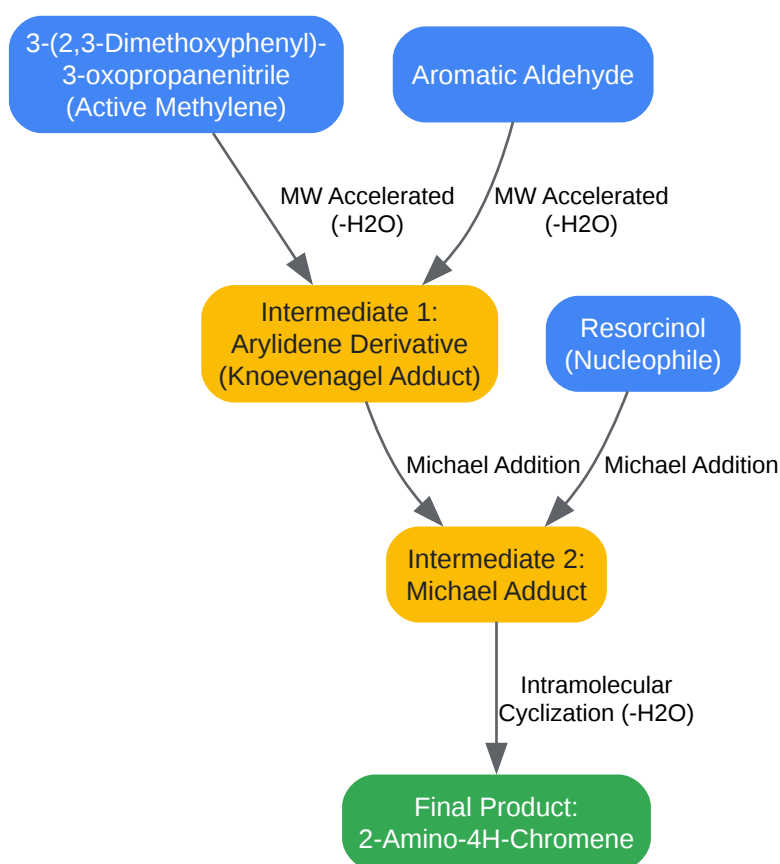 3-(2,3-Dimethoxyphenyl)-
3-oxopropanenitrile
(Active Methylene)
Aromatic Aldehyde
MW Accelerated
(-H2O)
MW Accelerated
(-H2O)
Intermediate 1:
Arylidene Derivative
(Knoevenagel Adduct)
Resorcinol
(Nucleophile)
Michael Addition
Michael Addition
Intermediate 2:
Michael Adduct
Intramolecular
Cyclization (-H2O)
Final Product:
2-Amino-4H-Chromene